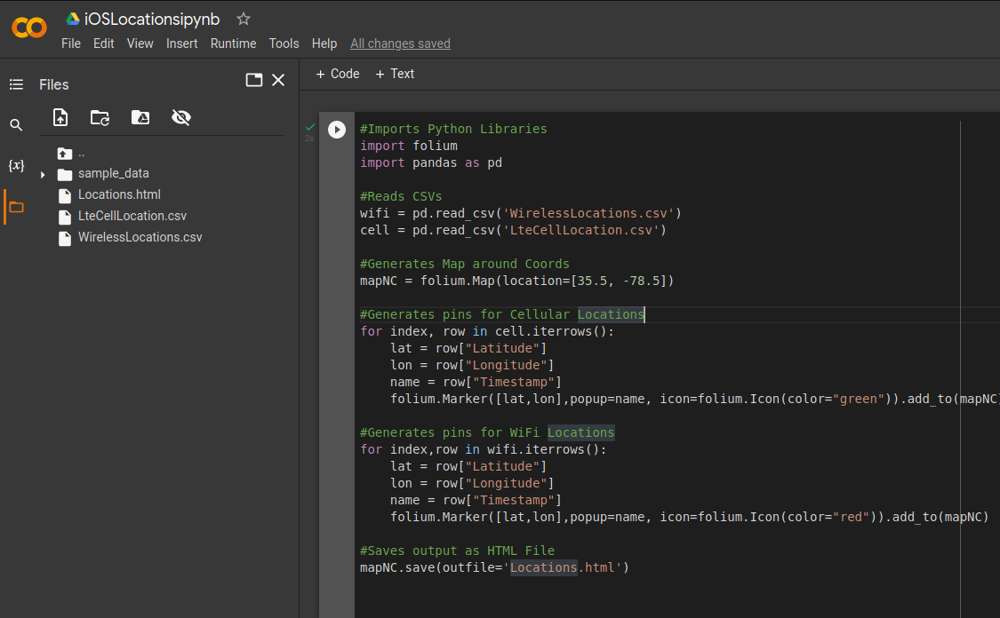 iOSLocationsipynb
File Edit View Insert Runtime Tools Help All changes saved
Files
+ Code + Text
..
sample_data
Locations.html
LteCellLocation.csv
WirelessLocations.csv
{x}
2s
#Imports Python Libraries
import folium
import pandas as pd
#Reads CSVs
wifi = pd.read_csv('WirelessLocations.csv')
cell = pd.read_csv('LteCellLocation.csv')
#Generates Map around Coords
mapNC = folium.Map(location=[35.5, -78.5])
#Generates pins for Cellular Locations
for index, row in cell.iterrows():
    lat = row["Latitude"]
    lon = row["Longitude"]
    name = row["Timestamp"]
    folium.Marker([lat,lon],popup=name, icon=folium.Icon(color="green")).add_to(mapNC
#Generates pins for WiFi Locations
for index,row in wifi.iterrows():
    lat = row["Latitude"]
    lon = row["Longitude"]
    name = row["Timestamp"]
    folium.Marker([lat,lon],popup=name, icon=folium.Icon(color="red")).add_to(mapNC)
#Saves output as HTML File
mapNC.save(outfile='Locations.html')